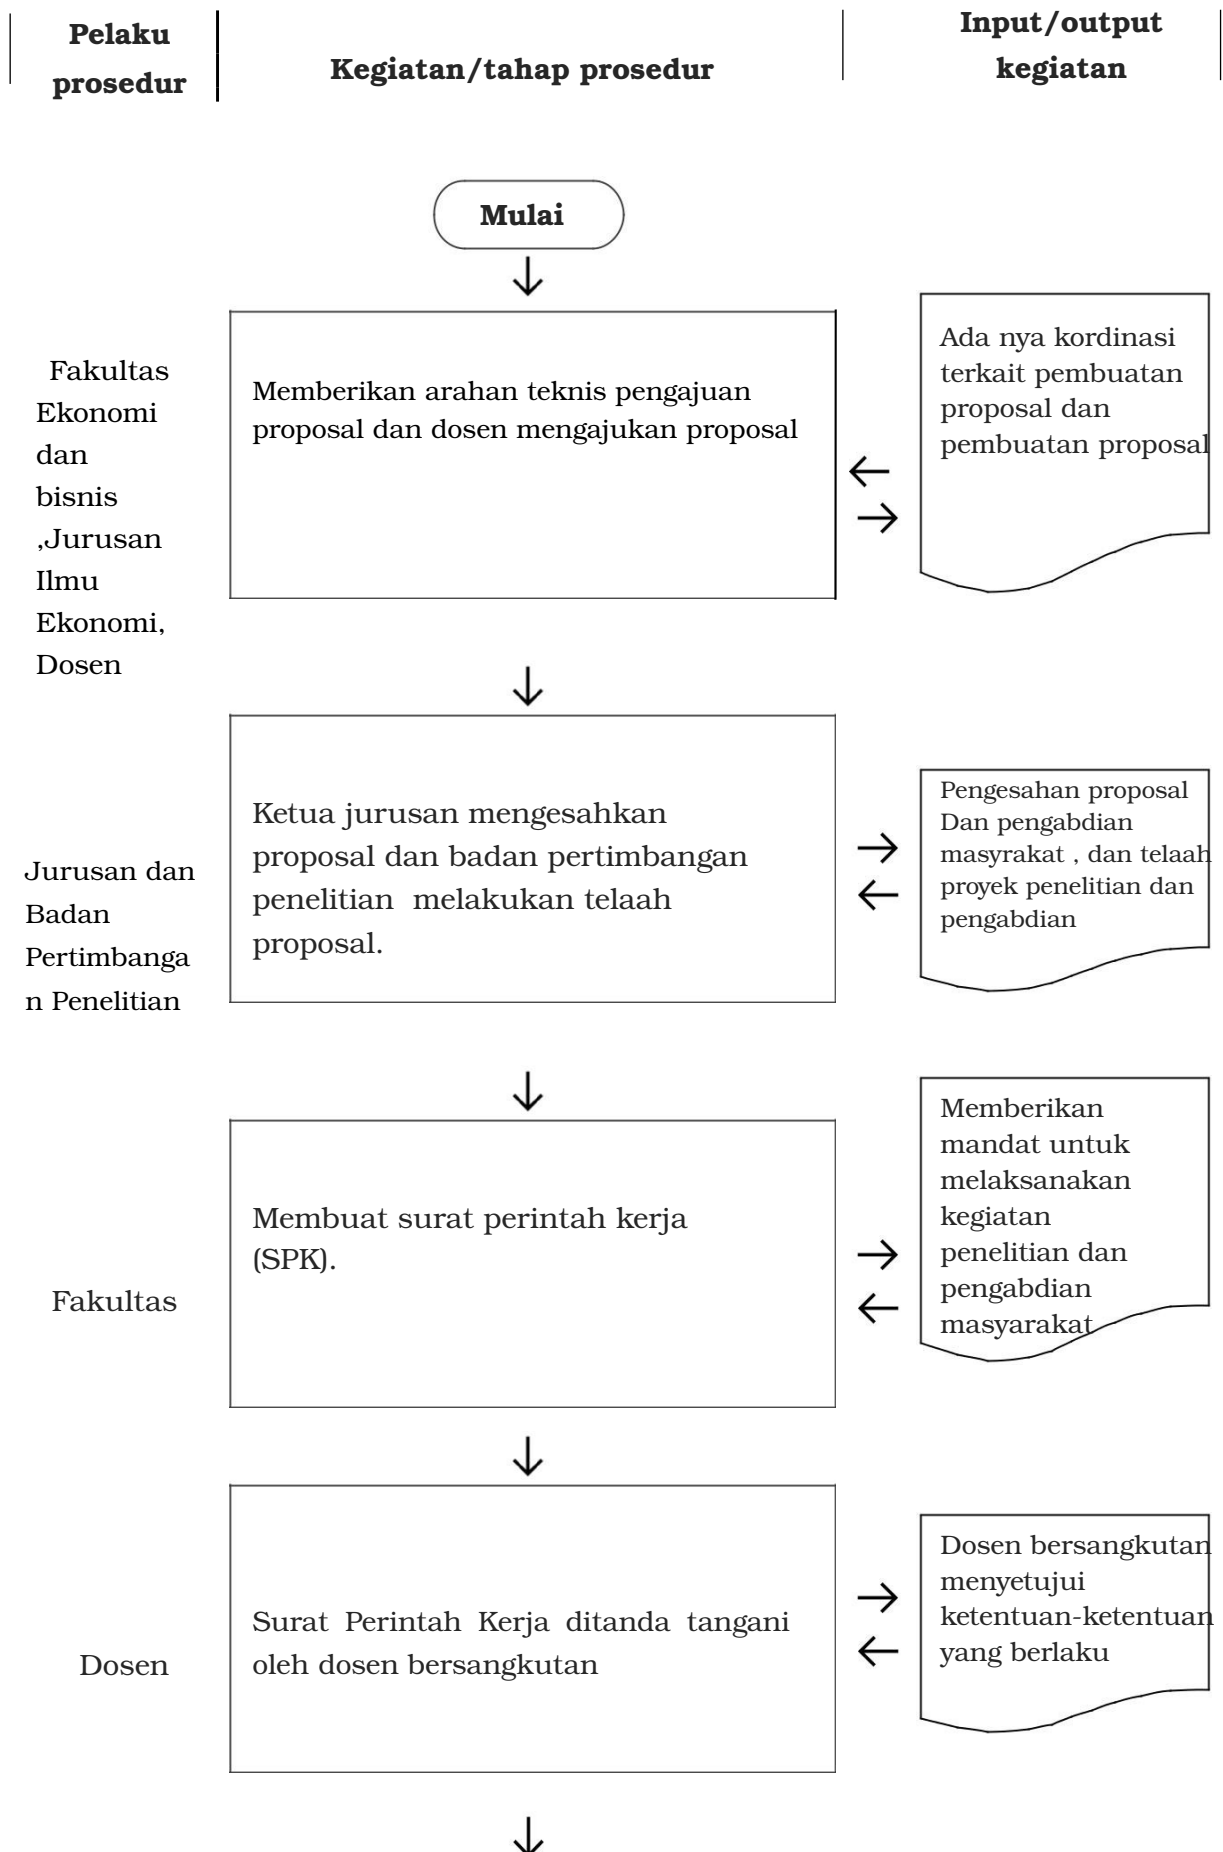 Pelaku
prosedur
Kegiatan/tahap prosedur
Input/output
kegiatan
Mulai
Fakultas
Ekonomi
dan
bisnis
,Jurusan
Ilmu
Ekonomi,
Dosen
Memberikan arahan teknis pengajuan
proposal dan dosen mengajukan proposal
Ada nya kordinasi
terkait pembuatan
proposal dan
pembuatan proposal
Jurusan dan
Badan
Pertimbanga
n Penelitian
Ketua jurusan mengesahkan
proposal dan badan pertimbangan
penelitian melakukan telaah
proposal.
Pengesahan proposal
Dan pengabdian
masyrakat , dan telaah
proyek penelitian dan
pengabdian
Fakultas
Membuat surat perintah kerja
(SPK).
Memberikan
mandat untuk
melaksanakan
kegiatan
penelitian dan
pengabdian
masyarakat
Dosen
Surat Perintah Kerja ditanda tangani
oleh dosen bersangkutan
Dosen bersangkutan
menyetujui
ketentuan-ketentuan
yang berlaku